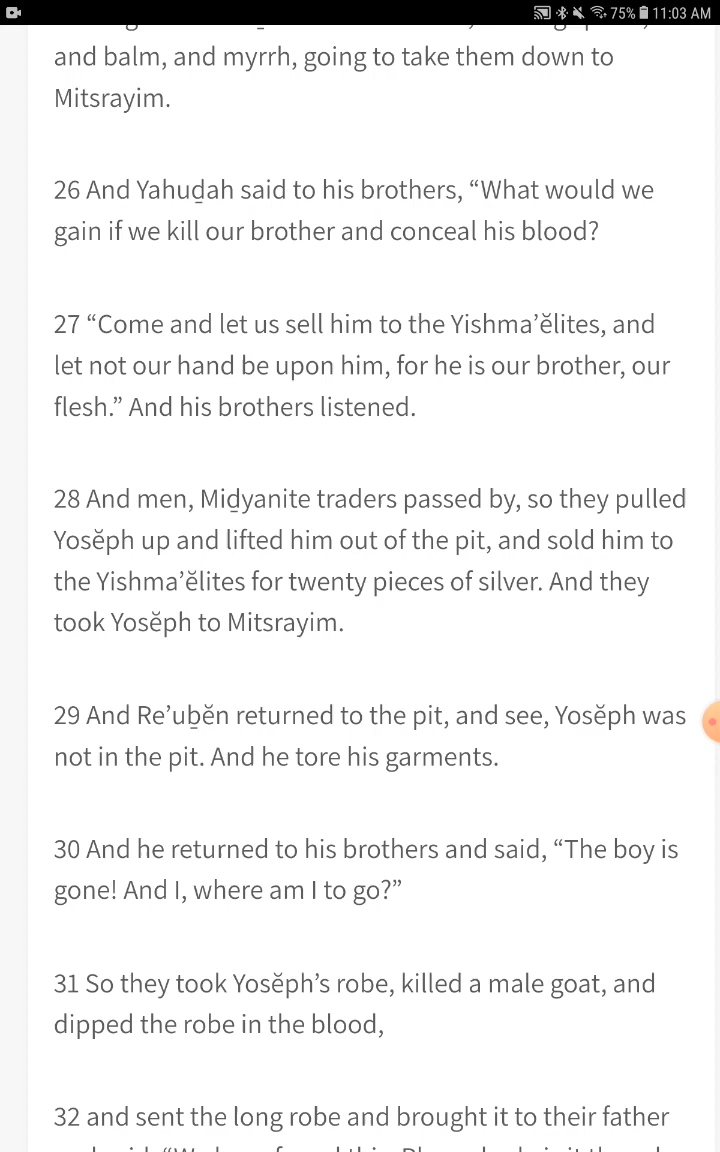 75% 11:03 AM
and balm, and myrrh, going to take them down to
Mitsrayim.
26 And Yahuḏah said to his brothers, “What would we
gain if we kill our brother and conceal his blood?
27 “Come and let us sell him to the Yishma’ĕlites, and
let not our hand be upon him, for he is our brother, our
flesh.” And his brothers listened.
28 And men, Miḏyanite traders passed by, so they pulled
Yosĕph up and lifted him out of the pit, and sold him to
the Yishma’ĕlites for twenty pieces of silver. And they
took Yosĕph to Mitsrayim.
29 And Re’uḇĕn returned to the pit, and see, Yosĕph was
not in the pit. And he tore his garments.
30 And he returned to his brothers and said, “The boy is
gone! And I, where am I to go?”
31 So they took Yosĕph’s robe, killed a male goat, and
dipped the robe in the blood,
32 and sent the long robe and brought it to their father